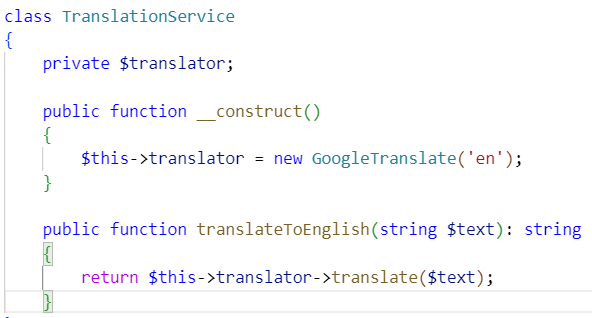 class TranslationService
{
    private $translator;

    public function __construct()
    {
        $this->translator = new GoogleTranslate('en');
    }

    public function translateToEnglish(string $text): string
    {
        return $this->translator->translate($text);
    }